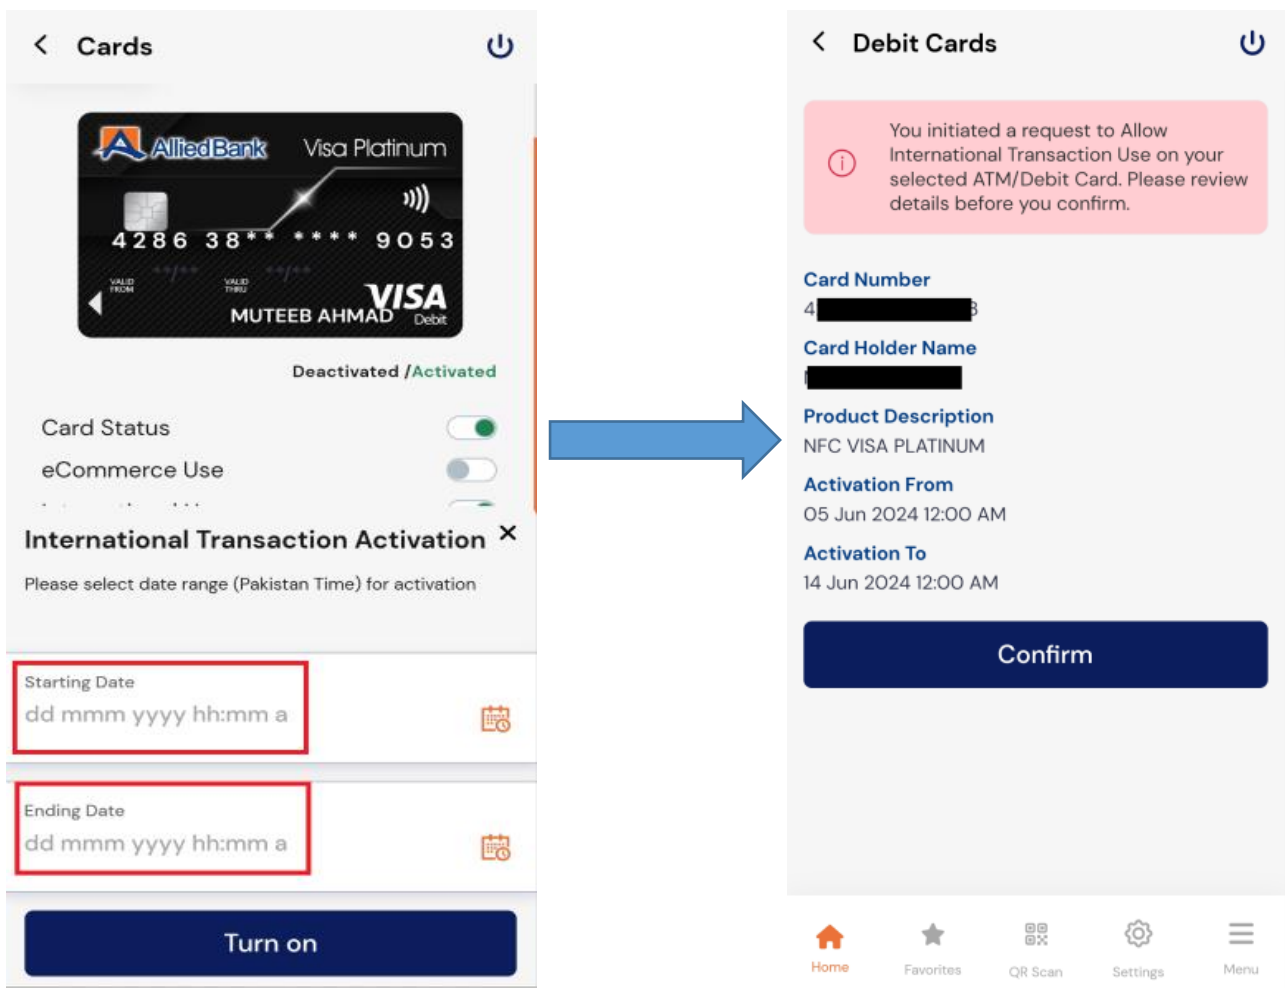 Cards
AlliedBank Visa Platinum
4286 38** **** 9053
VALID FROM **/** VALID THRU **/**
VISA
MUTEEB AHMAD Debit
Deactivated /Activated
Card Status
eCommerce Use
International Transaction Activation
Please select date range (Pakistan Time) for activation
Starting Date
dd mmm yyyy hh:mm a
Ending Date
dd mmm yyyy hh:mm a
Turn on
Debit Cards
You initiated a request to Allow
International Transaction Use on your
selected ATM/Debit Card. Please review
details before you confirm.
Card Number
4
Card Holder Name
Product Description
NFC VISA PLATINUM
Activation From
05 Jun 2024 12:00 AM
Activation To
14 Jun 2024 12:00 AM
Confirm
Home Favorites QR Scan Settings Menu